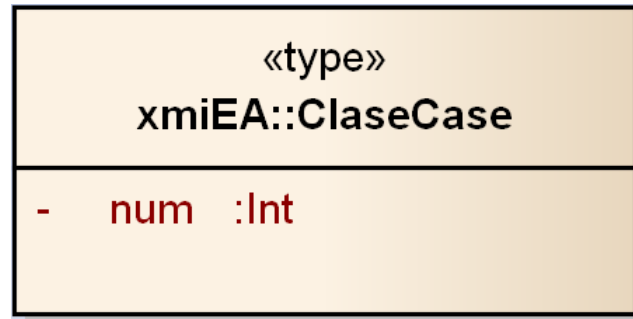 «type»
xmiEA::ClaseCase
- num :Int